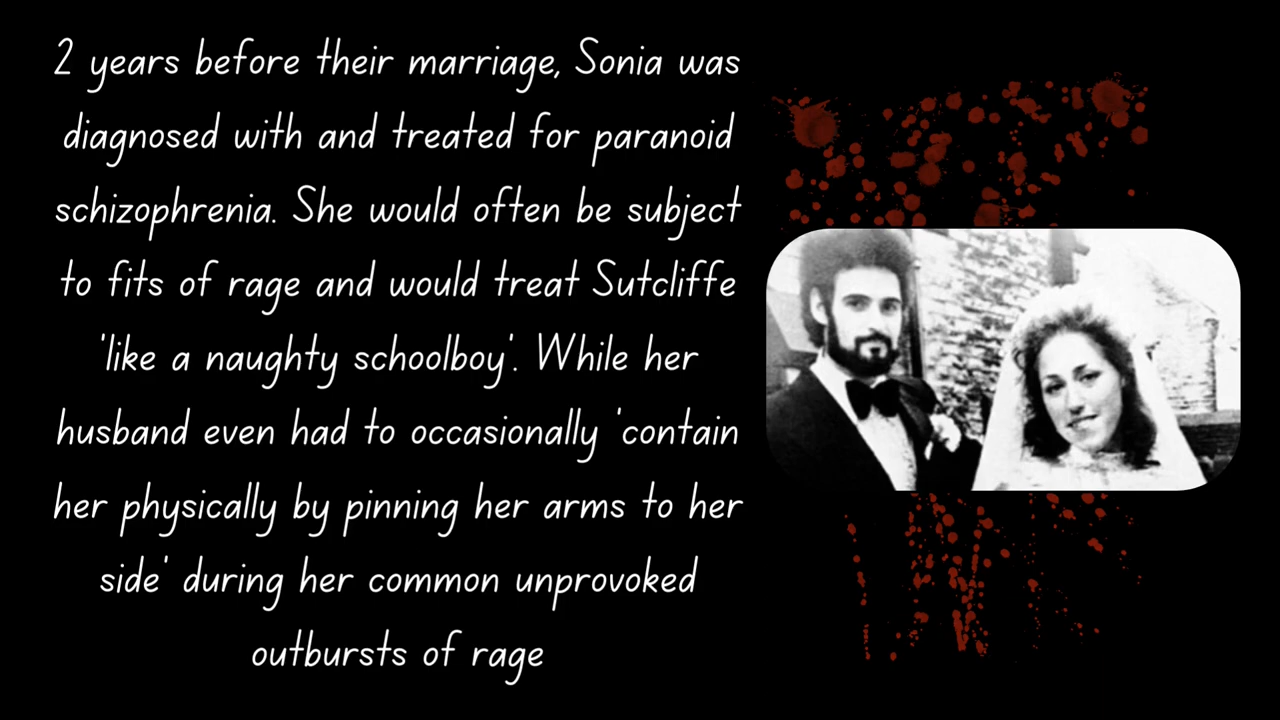 2 years before their marriage, Sonia was
diagnosed with and treated for paranoid
schizophrenia. She would often be subject
to fits of rage and would treat Sutcliffe
'like a naughty schoolboy'. While her
husband even had to occasionally 'contain
her physically by pinning her arms to her
side' during her common unprovoked
outbursts of rage